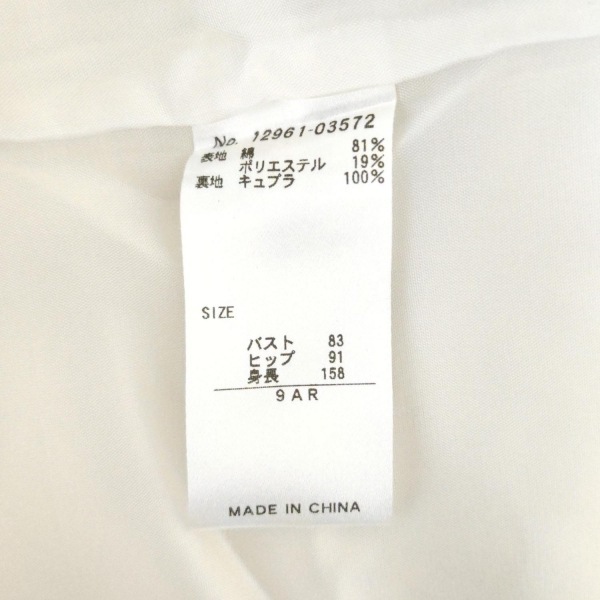 No. 12961-03572
表地 綿 81%
ポリエステル 19%
裏地 キュプラ 100%
SIZE
バスト 83
ヒップ 91
身長 158
9AR
MADE IN CHINA